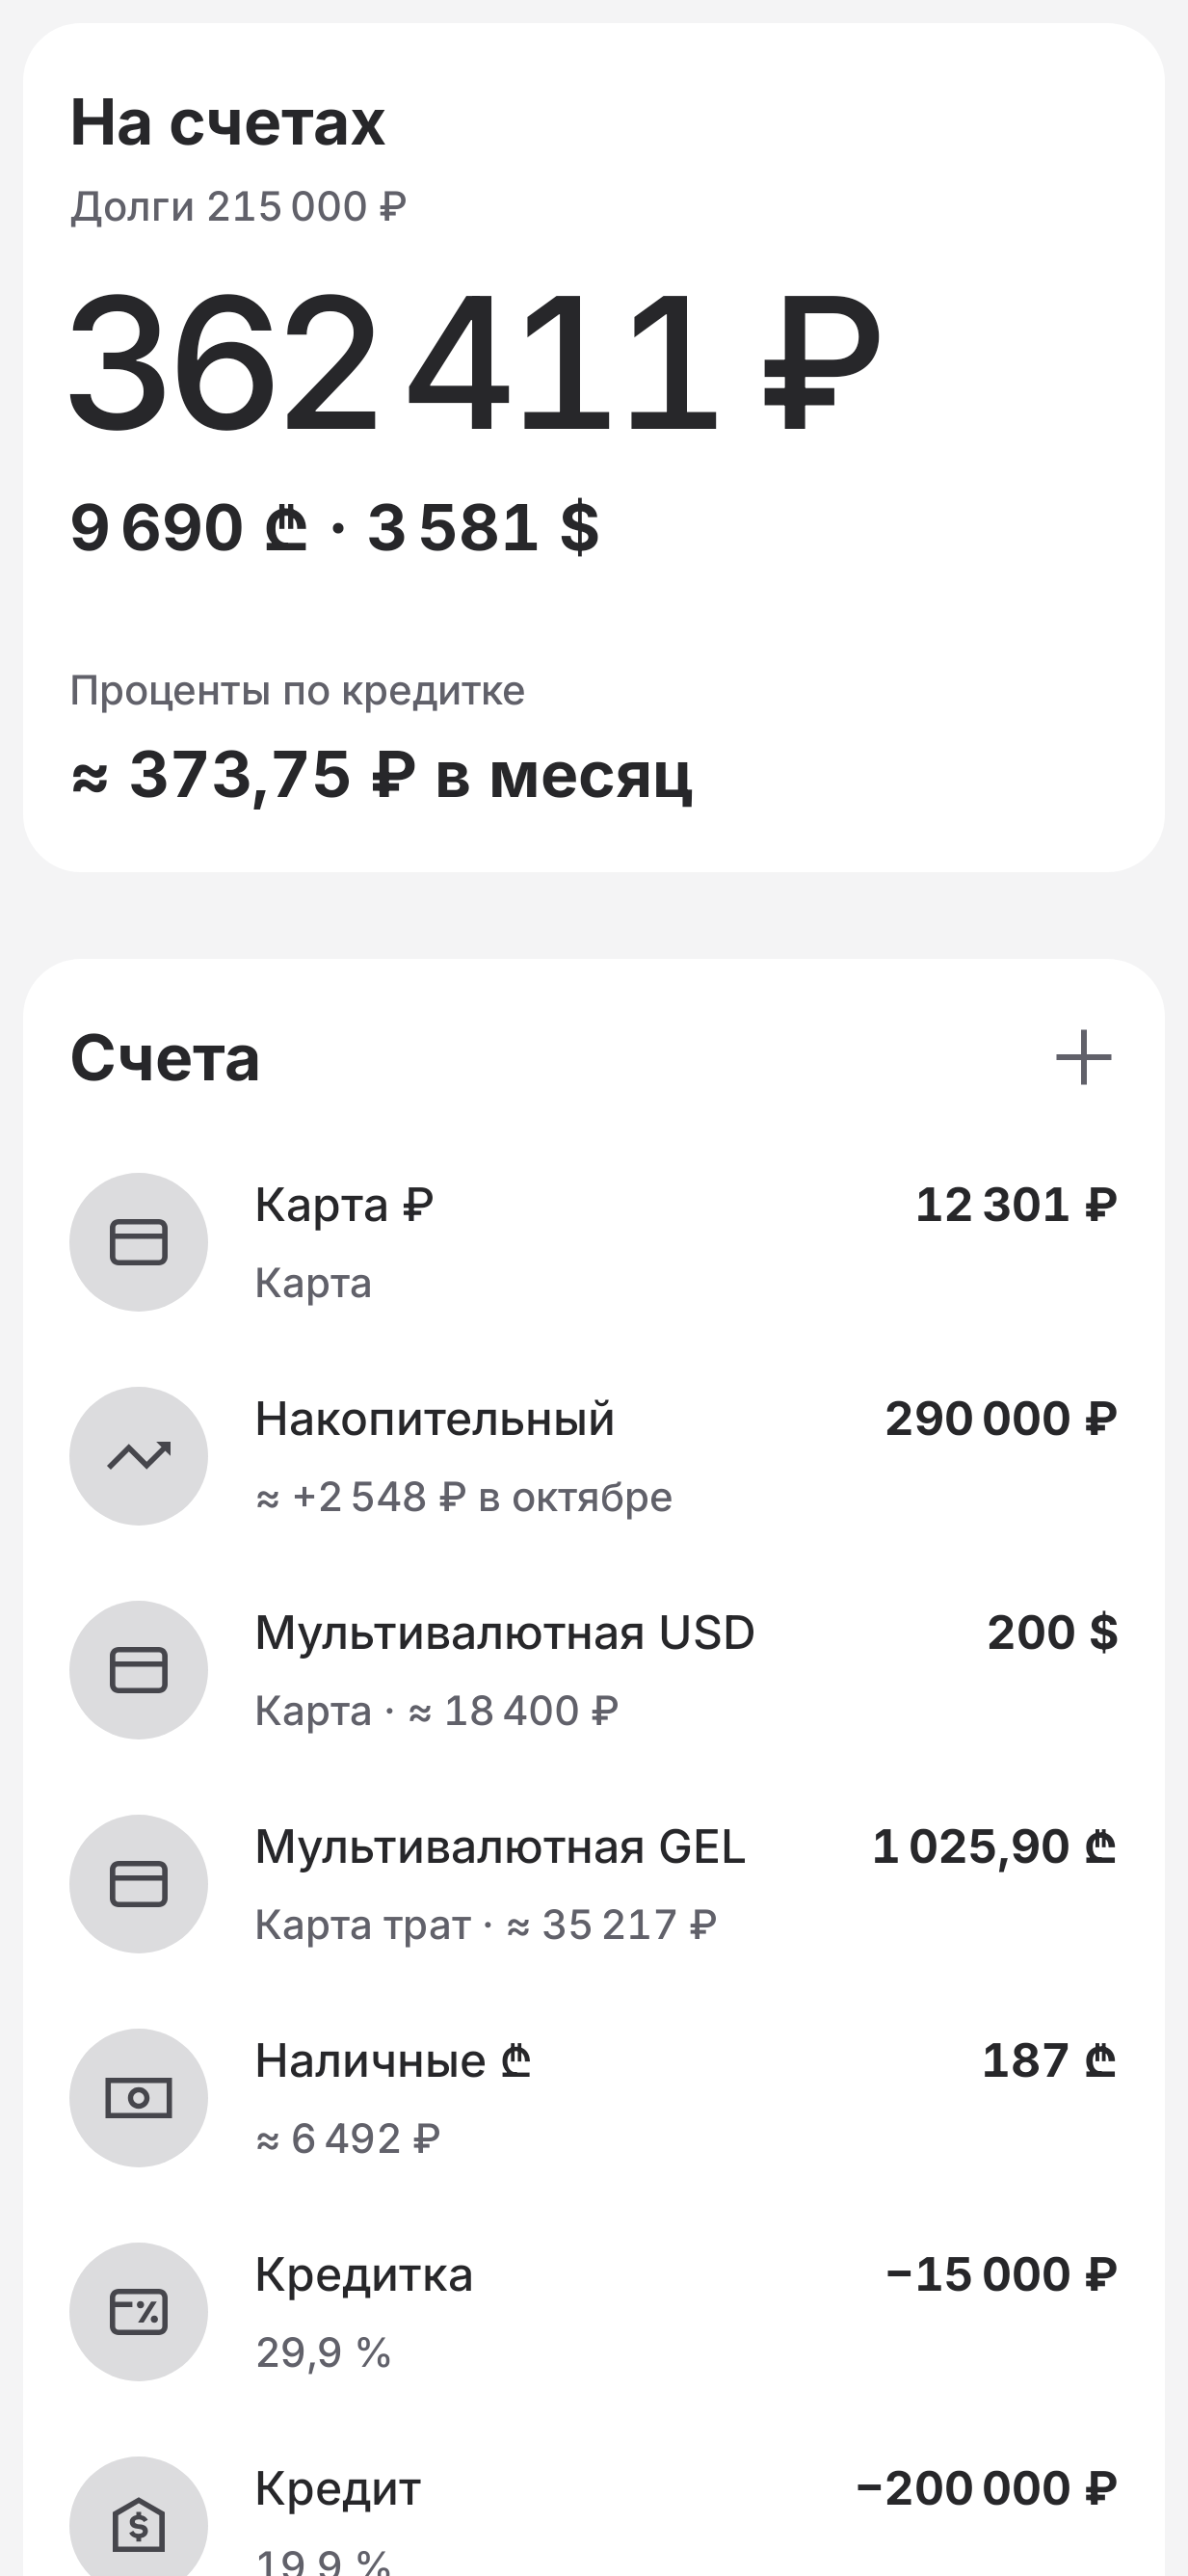 На счетах
Долги 215 000 ₽
362 411 ₽
9 690 ₾ · 3 581 $
Проценты по кредитке
≈ 373,75 ₽ в месяц
Счета
Карта ₽ 12 301 ₽
Карта
Накопительный 290 000 ₽
≈ +2 548 ₽ в октябре
Мультивалютная USD 200 $
Карта · ≈ 18 400 ₽
Мультивалютная GEL 1 025,90 ₾
Карта трат · ≈ 35 217 ₽
Наличные ₾ 187 ₾
≈ 6 492 ₽
Кредитка −15 000 ₽
29,9 %
Кредит −200 000 ₽
19,9 %